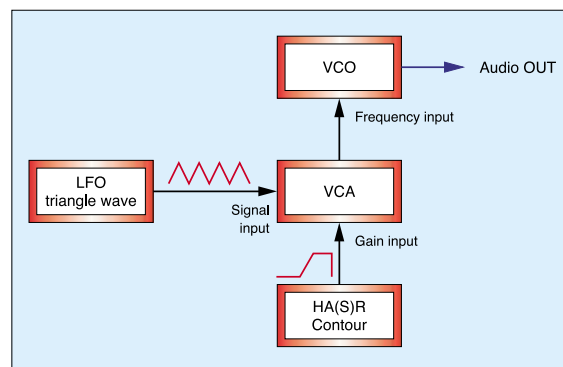 VCO
Audio OUT
Frequency input
LFO
triangle wave
VCA
Signal
input
Gain input
HA(S)R
Contour